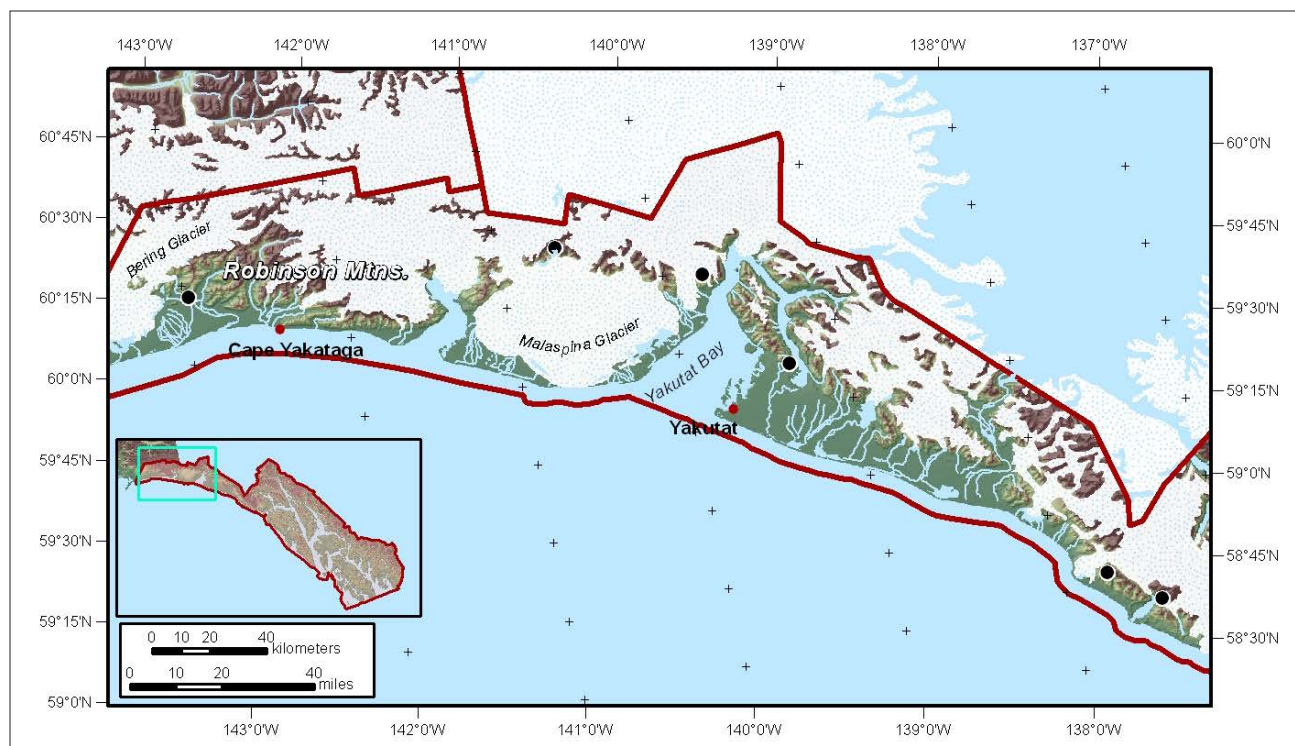 143°0'W 142°0'W 141°0'W 140°0'W 139°0'W 138°0'W 137°0'W
60°45'N
60°30'N
60°15'N
60°0'N
59°45'N
59°30'N
59°15'N
59°0'N
60°0'N
59°45'N
59°30'N
59°15'N
59°0'N
58°45'N
58°30'N
Bering Glacier
Robinson Mtns.
Cape Yakataga
Malaspina Glacier
Yakutat Bay
Yakutat
0 10 20 40
kilometers
0 10 20 40
miles
143°0'W 142°0'W 141°0'W 140°0'W 139°0'W 138°0'W